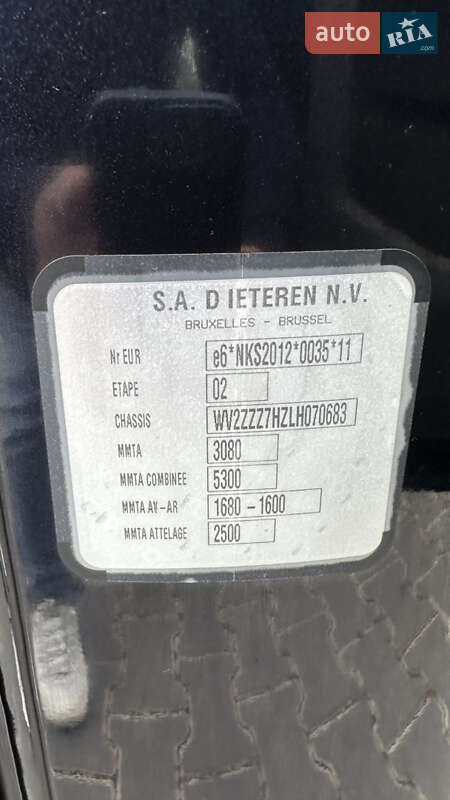 auto RIA.com
S.A. D IETEREN N.V.
BRUXELLES - BRUSSEL
Nr EUR e6*NKS2012*0035*11
ETAPE 02
CHASSIS WV2ZZZ7HZLH070683
MMTA 3080
MMTA COMBINEE 5300
MMTA AV-AR 1680 - 1600
MMTA ATTELAGE 2500